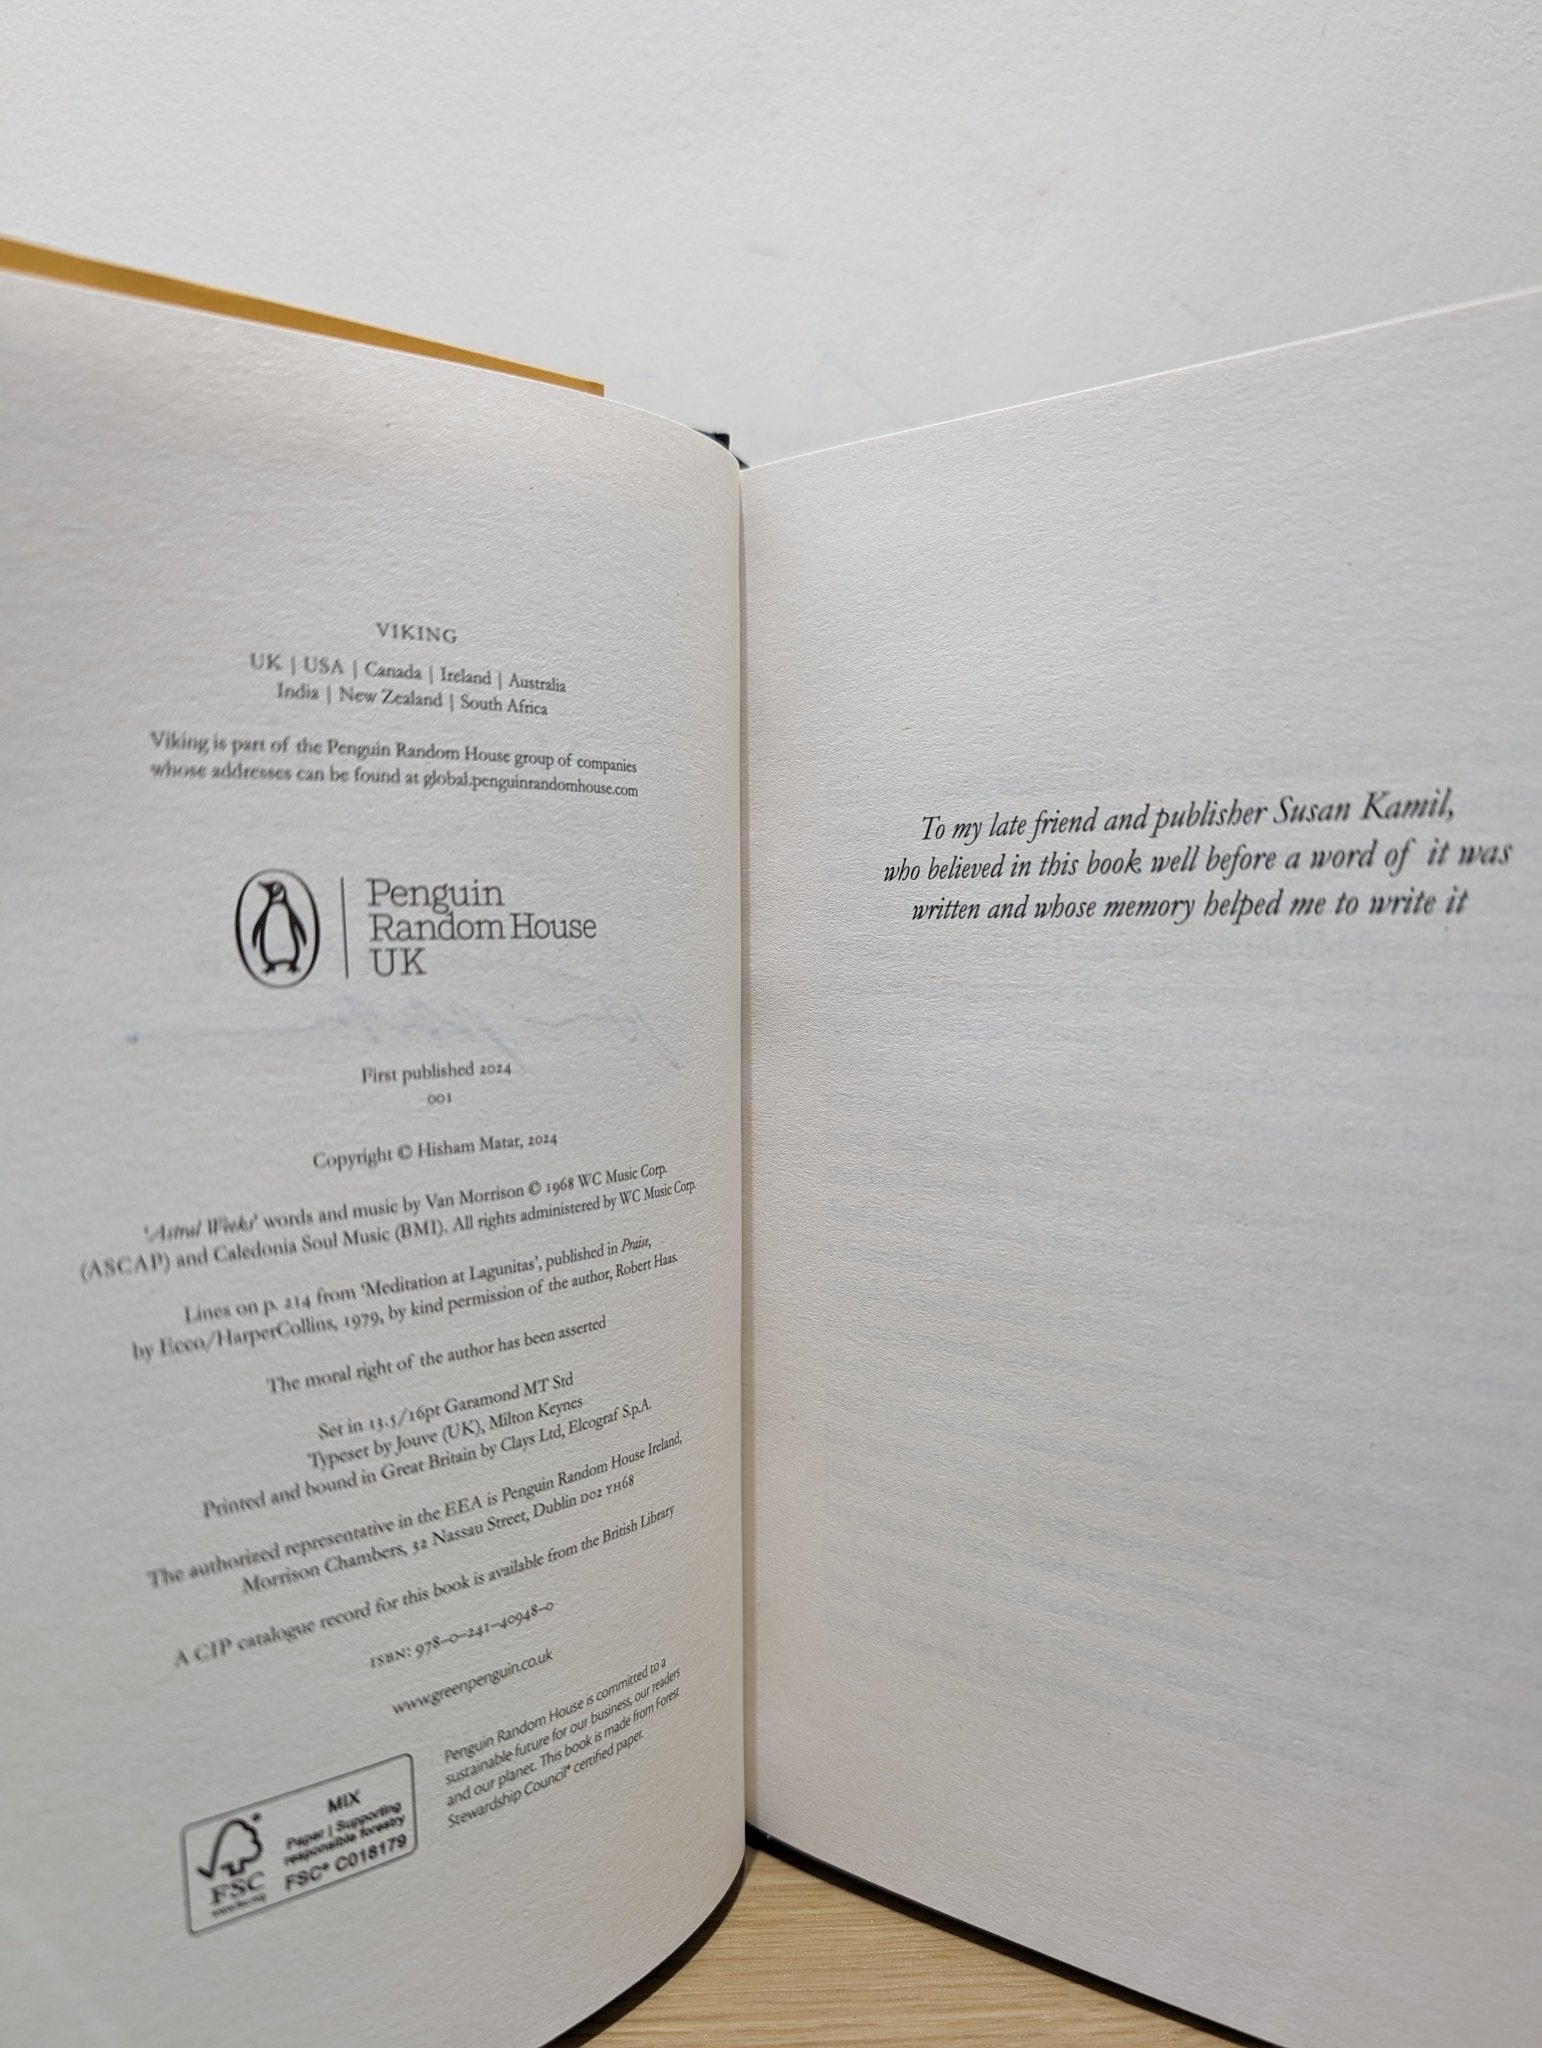 VIKING
UK | USA | Canada | Ireland | Australia
India | New Zealand | South Africa
Viking is part of the Penguin Random House group of companies
whose addresses can be found at global.penguinrandomhouse.com
Penguin
Random House
UK
First published 2024
001
Copyright © Hisham Matar, 2024
'Astral Weeks' words and music by Van Morrison © 1968 WC Music Corp.
(ASCAP) and Caledonia Soul Music (BMI). All rights administered by WC Music Corp.
Lines on p. 214 from 'Meditation at Lagunitas', published in Praise,
by Ecco/HarperCollins, 1979, by kind permission of the author, Robert Haas.
The moral right of the author has been asserted
Set in 13.5/16pt Garamond MT Std
Typeset by Jouve (UK), Milton Keynes
Printed and bound in Great Britain by Clays Ltd, Elcograf S.p.A.
The authorized representative in the EEA is Penguin Random House Ireland,
Morrison Chambers, 32 Nassau Street, Dublin D02 YH68
A CIP catalogue record for this book is available from the British Library
ISBN: 978-0-241-40948-0
www.greenpenguin.co.uk
Penguin Random House is committed to a
sustainable future for our business, our readers
and our planet. This book is made from Forest
Stewardship Council® certified paper.
MIX
Paper | Supporting
responsible forestry
FSC® C018179
FSC
www.fsc.org
To my late friend and publisher Susan Kamil,
who believed in this book well before a word of it was
written and whose memory helped me to write it